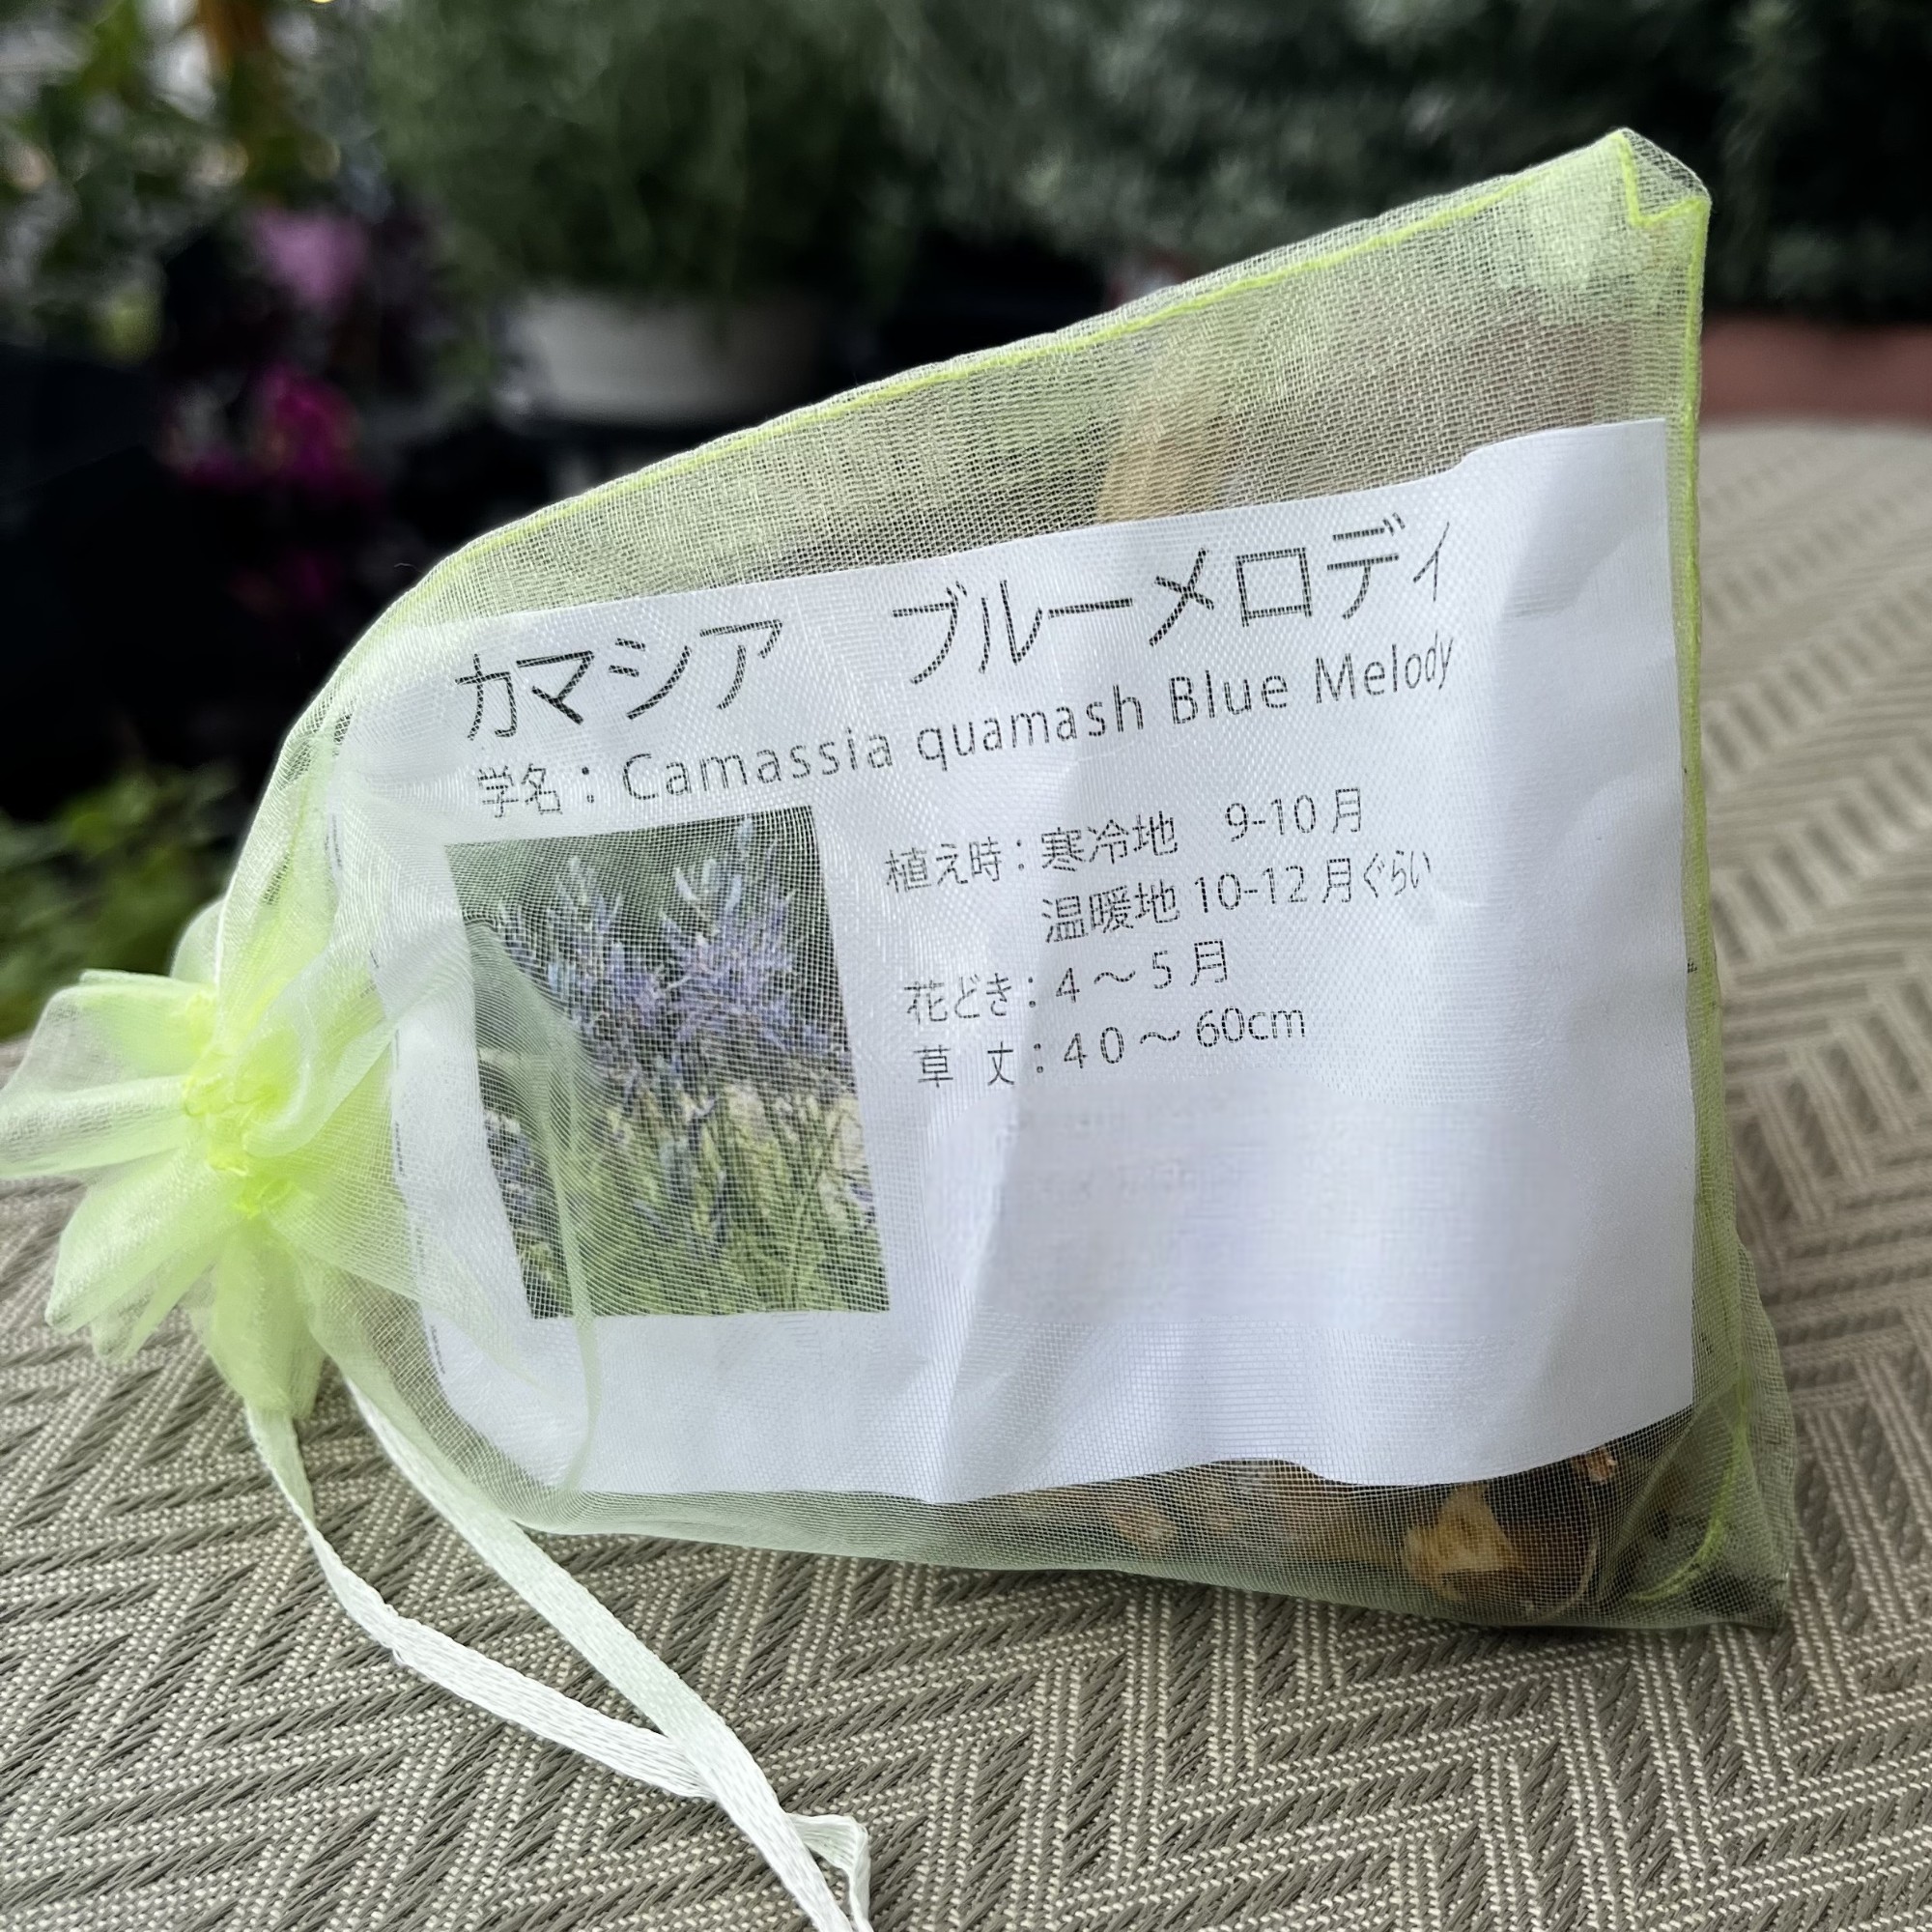 カマシア　ブルーメロディ
学名：Camassia quamash Blue Melody
植え時：寒冷地　9-10月
温暖地 10-12月ぐらい
花どき：4～5月
草　丈：40～60cm